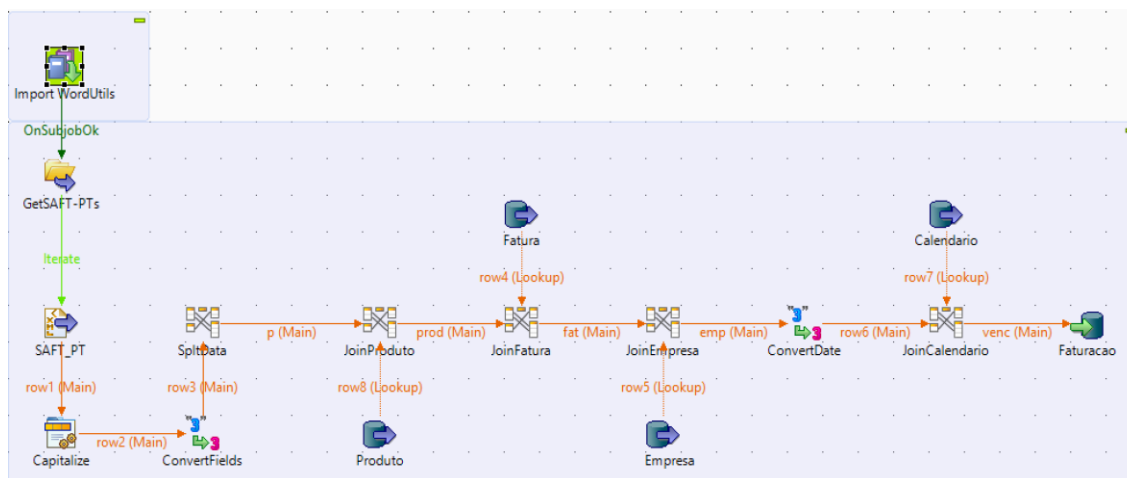 Import WordUtils
OnSubjobOk
GetSAFT-PTs
Fatura
Calendario
Iterate
row4 (Lookup)
row7 (Lookup)
p (Main)
prod (Main)
fat (Main)
emp (Main)
row6 (Main)
venc (Main)
SAFT_PT
SpltData
JoinProduto
JoinFatura
JoinEmpresa
ConvertDate
JoinCalendario
Faturacao
row1 (Main)
row3 (Main)
row8 (Lookup)
row5 (Lookup)
row2 (Main)
Capitalize
ConvertFields
Produto
Empresa